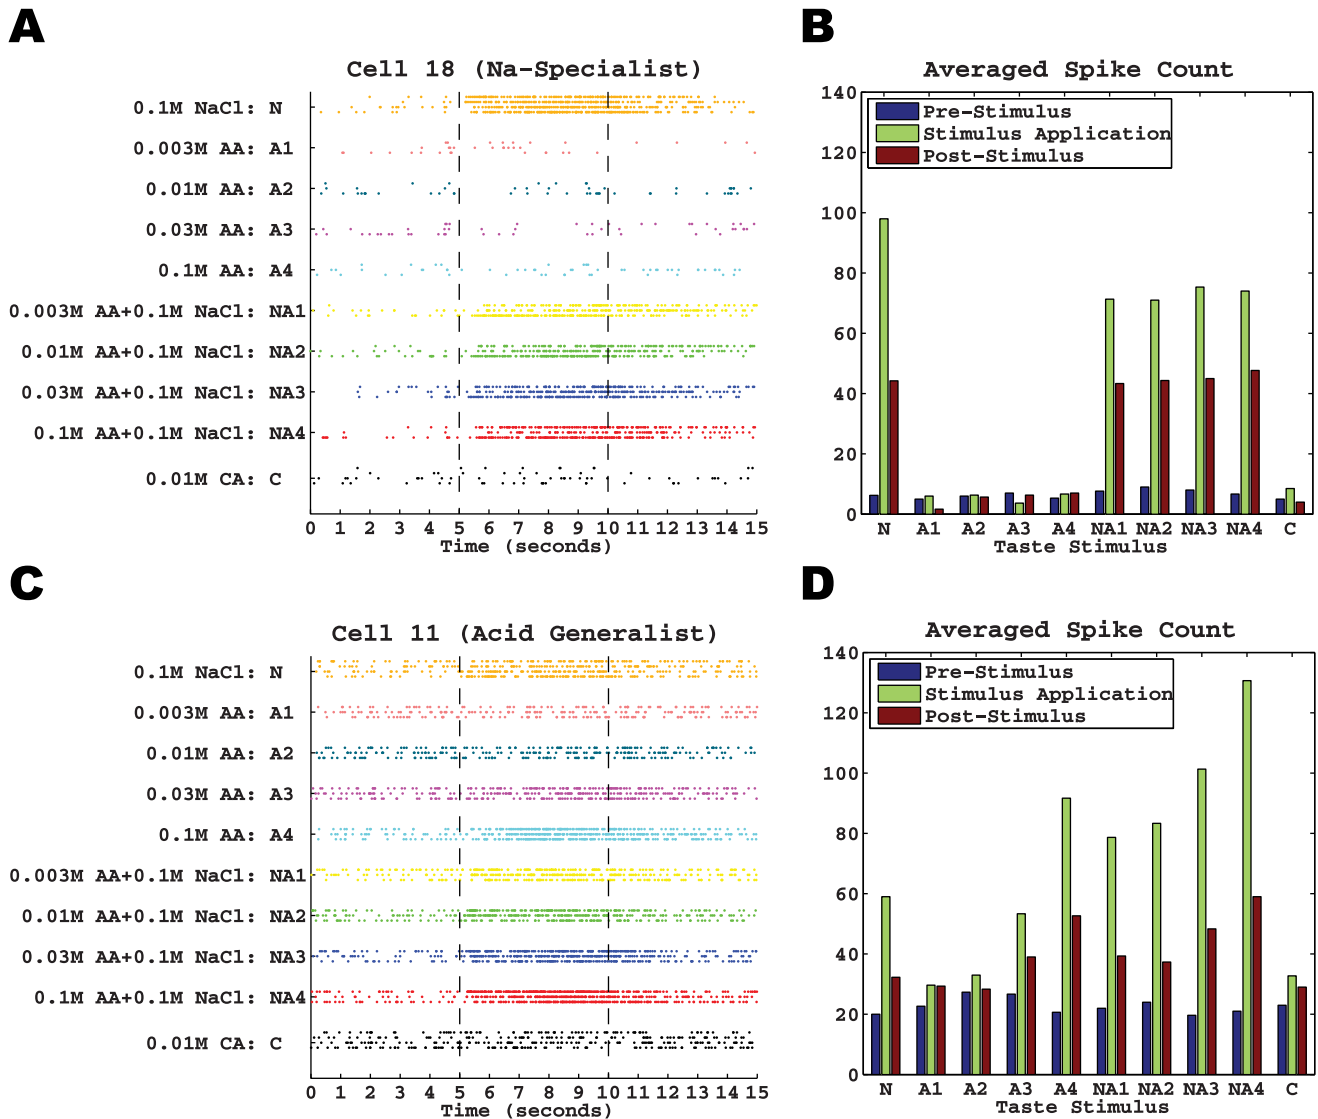 A
Cell 18 (Na-Specialist)
0.1M NaCl: N
0.003M AA: A1
0.01M AA: A2
0.03M AA: A3
0.1M AA: A4
0.003M AA+0.1M NaCl: NA1
0.01M AA+0.1M NaCl: NA2
0.03M AA+0.1M NaCl: NA3
0.1M AA+0.1M NaCl: NA4
0.01M CA: C
0 1 2 3 4 5 6 7 8 9 10 11 12 13 14 15
Time (seconds)
B
Averaged Spike Count
140
120
100
80
60
40
20
0
Pre-Stimulus
Stimulus Application
Post-Stimulus
N A1 A2 A3 A4 NA1 NA2 NA3 NA4 C
Taste Stimulus
C
Cell 11 (Acid Generalist)
0.1M NaCl: N
0.003M AA: A1
0.01M AA: A2
0.03M AA: A3
0.1M AA: A4
0.003M AA+0.1M NaCl: NA1
0.01M AA+0.1M NaCl: NA2
0.03M AA+0.1M NaCl: NA3
0.1M AA+0.1M NaCl: NA4
0.01M CA: C
0 1 2 3 4 5 6 7 8 9 10 11 12 13 14 15
Time (seconds)
D
Averaged Spike Count
140
120
100
80
60
40
20
0
Pre-Stimulus
Stimulus Application
Post-Stimulus
N A1 A2 A3 A4 NA1 NA2 NA3 NA4 C
Taste Stimulus